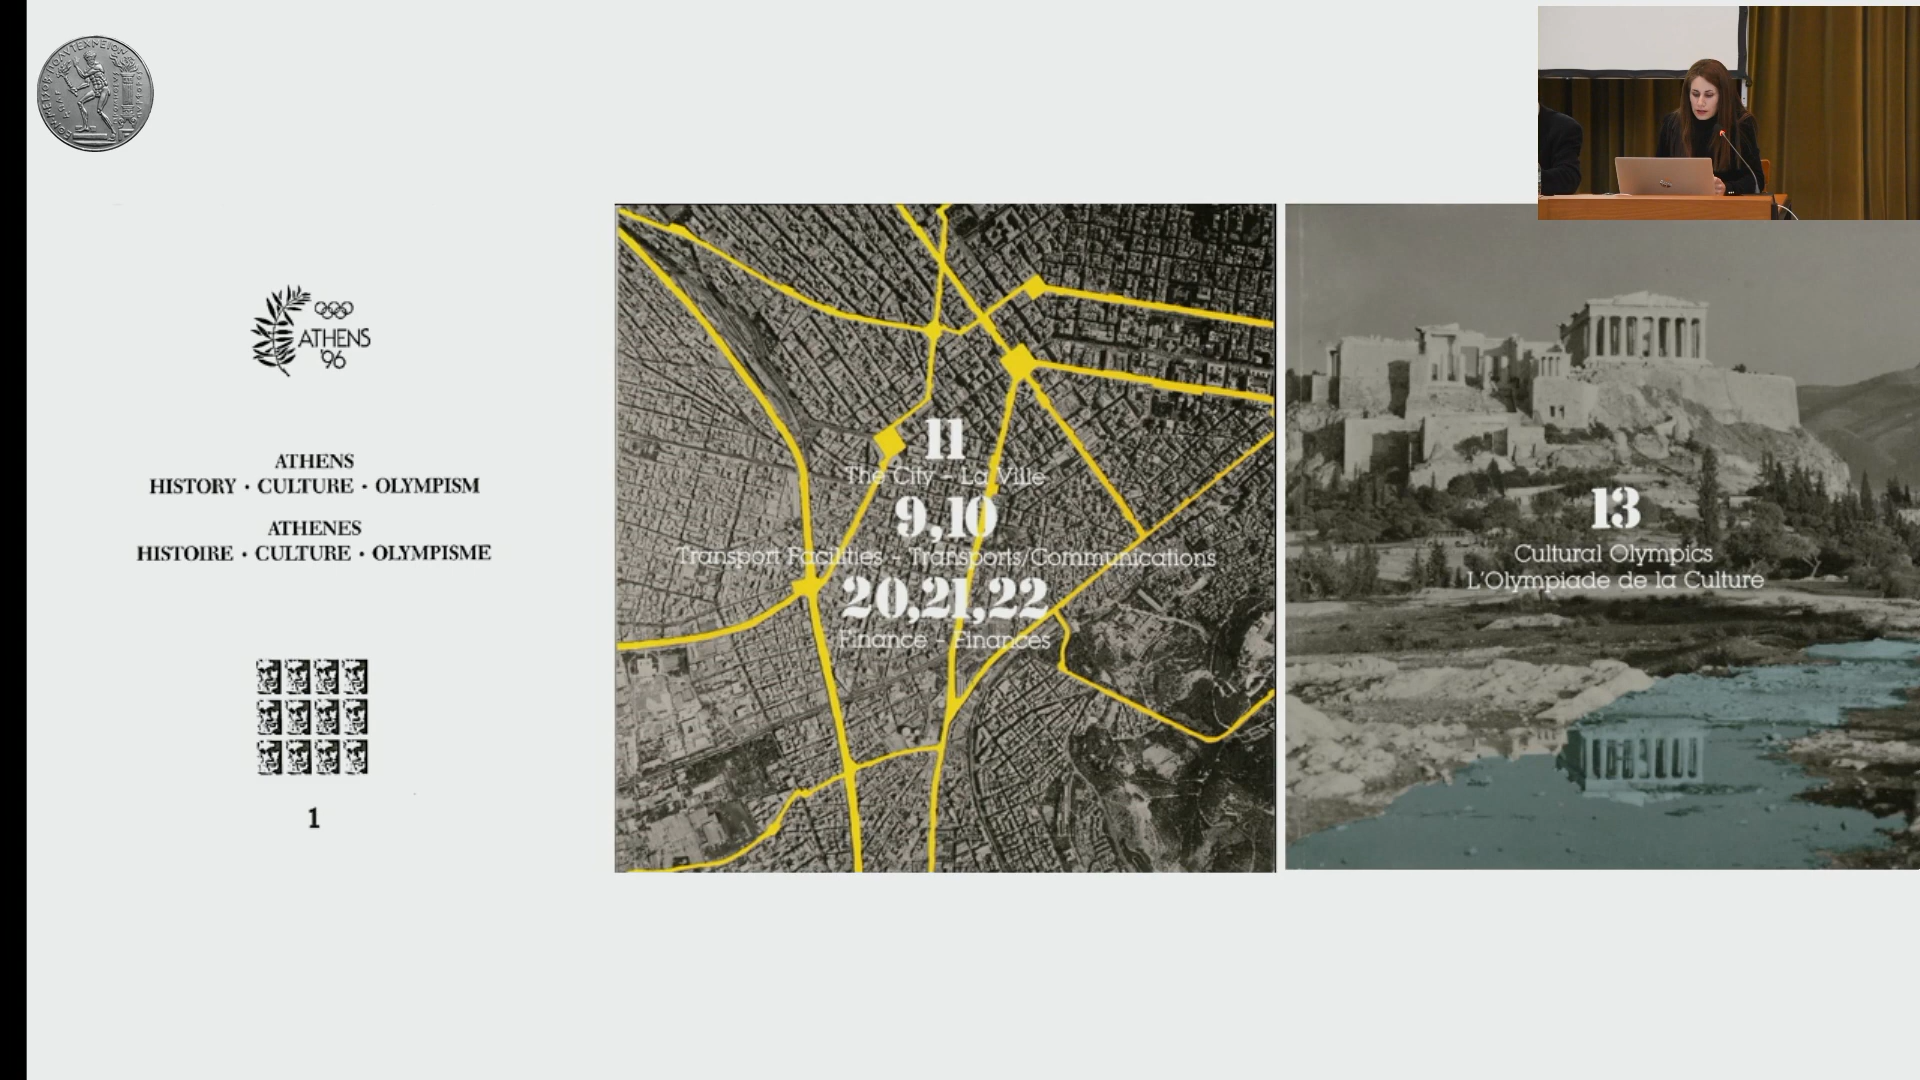 ATHENS
'96
ATHENS
HISTORY · CULTURE · OLYMPISM
ATHENES
HISTOIRE · CULTURE · OLYMPISME
1
11
The City - La Ville
9,10
Transport Facilities - Transports/Communications
20,21,22
Finance - Finances
13
Cultural Olympics
L'Olympiade de la Culture